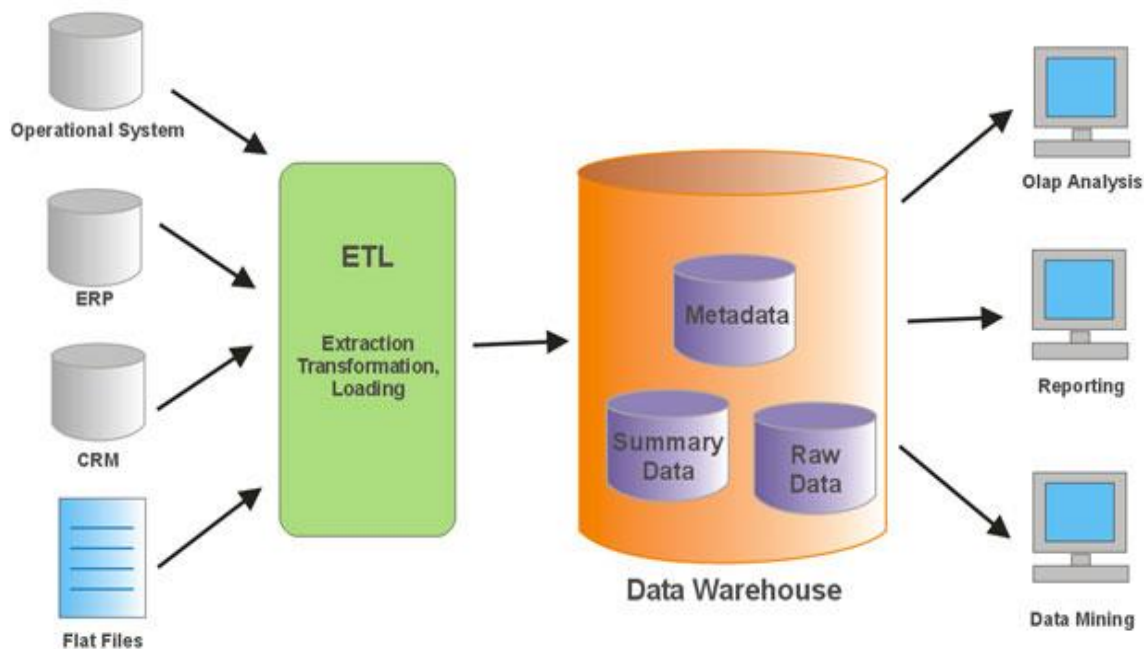 Operational System
ERP
CRM
Flat Files
ETL
Extraction
Transformation,
Loading
Metadata
Summary
Data
Raw
Data
Data Warehouse
Olap Analysis
Reporting
Data Mining